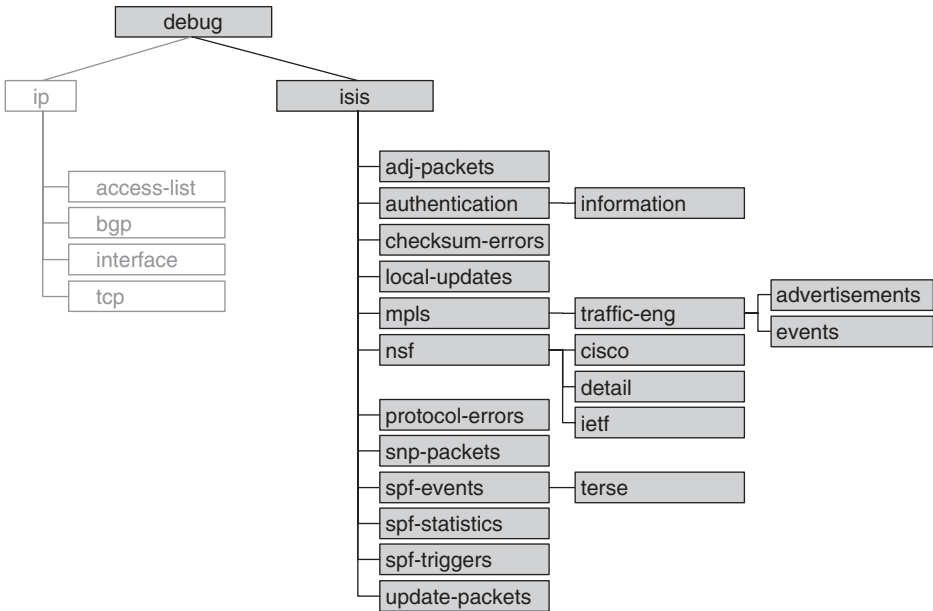 debug
ip
isis
access-list
bgp
interface
tcp
adj-packets
authentication
information
checksum-errors
local-updates
mpls
traffic-eng
advertisements
events
nsf
cisco
detail
ietf
protocol-errors
snp-packets
spf-events
terse
spf-statistics
spf-triggers
update-packets